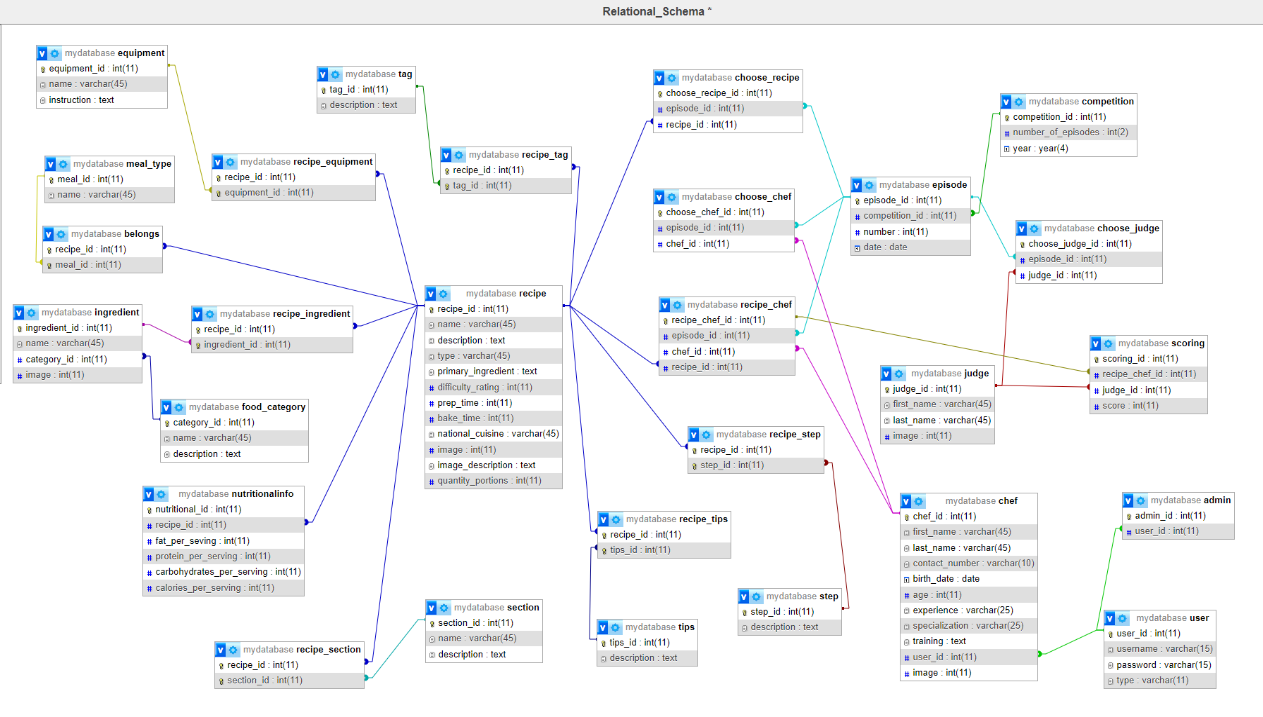 Relational_Schema *
mydatabase equipment
equipment_id : int(11)
name : varchar(45)
instruction : text
mydatabase tag
tag_id : int(11)
description : text
mydatabase meal_type
meal_id : int(11)
name : varchar(45)
mydatabase recipe_equipment
recipe_id : int(11)
equipment_id : int(11)
mydatabase recipe_tag
recipe_id : int(11)
tag_id : int(11)
mydatabase belongs
recipe_id : int(11)
meal_id : int(11)
mydatabase ingredient
ingredient_id : int(11)
name : varchar(45)
category_id : int(11)
image : int(11)
mydatabase recipe_ingredient
recipe_id : int(11)
ingredient_id : int(11)
mydatabase food_category
category_id : int(11)
name : varchar(45)
description : text
mydatabase nutritionalinfo
nutritional_id : int(11)
recipe_id : int(11)
fat_per_seving : int(11)
protein_per_serving : int(11)
carbohydrates_per_serving : int(11)
calories_per_serving : int(11)
mydatabase recipe_section
recipe_id : int(11)
section_id : int(11)
mydatabase section
section_id : int(11)
name : varchar(45)
description : text
mydatabase recipe
recipe_id : int(11)
name : varchar(45)
description : text
type : varchar(45)
primary_ingredient : text
difficulty_rating : int(11)
prep_time : int(11)
bake_time : int(11)
national_cuisine : varchar(45)
image : int(11)
image_description : text
quantity_portions : int(11)
mydatabase choose_recipe
choose_recipe_id : int(11)
episode_id : int(11)
recipe_id : int(11)
mydatabase choose_chef
choose_chef_id : int(11)
episode_id : int(11)
chef_id : int(11)
mydatabase recipe_chef
recipe_chef_id : int(11)
episode_id : int(11)
chef_id : int(11)
recipe_id : int(11)
mydatabase recipe_step
recipe_id : int(11)
step_id : int(11)
mydatabase recipe_tips
recipe_id : int(11)
tips_id : int(11)
mydatabase tips
tips_id : int(11)
description : text
mydatabase step
step_id : int(11)
description : text
mydatabase competition
competition_id : int(11)
number_of_episodes : int(2)
year : year(4)
mydatabase episode
episode_id : int(11)
competition_id : int(11)
number : int(11)
date : date
mydatabase choose_judge
choose_judge_id : int(11)
episode_id : int(11)
judge_id : int(11)
mydatabase scoring
scoring_id : int(11)
recipe_chef_id : int(11)
judge_id : int(11)
score : int(11)
mydatabase judge
judge_id : int(11)
first_name : varchar(45)
last_name : varchar(45)
image : int(11)
mydatabase chef
chef_id : int(11)
first_name : varchar(45)
last_name : varchar(45)
contact_number : varchar(10)
birth_date : date
age : int(11)
experience : varchar(25)
specialization : varchar(25)
training : text
user_id : int(11)
image : int(11)
mydatabase admin
admin_id : int(11)
user_id : int(11)
mydatabase user
user_id : int(11)
username : varchar(15)
password : varchar(15)
type : varchar(11)